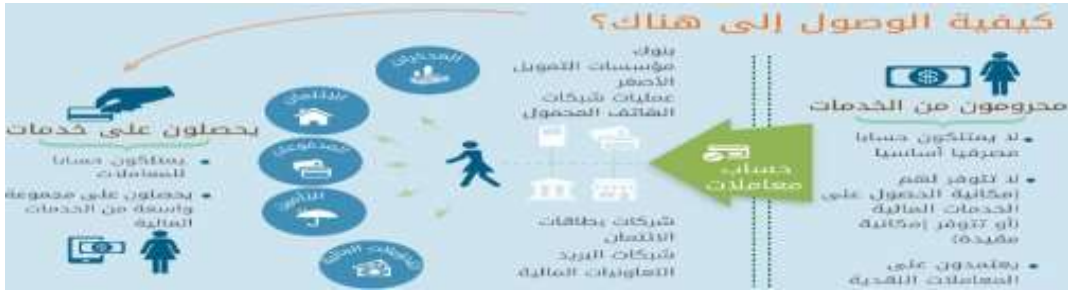 كيفية الوصول إلى هناك؟
محرومون من الخدمات
• لا يمتلكون حسابا
مصرفيا أساسيا
• لا تتوفر لهم
إمكانية الحصول على
الخدمات المالية
(أو تتوفر إمكانية
مقيدة)
• يعتمدون على
المعاملات النقدية
حساب
معاملات
بنوك
مؤسسات التمويل
الأصغر
عمليات شركات
الهاتف المحمول
شركات بطاقات
الائتمان
شركات البريد
التعاونيات المالية
المدخرات
الائتمان
المدفوعات
التأمين
يحصلون على خدمات
• يمتلكون حسابا
للمعاملات
• يحصلون على مجموعة
واسعة من الخدمات
المالية